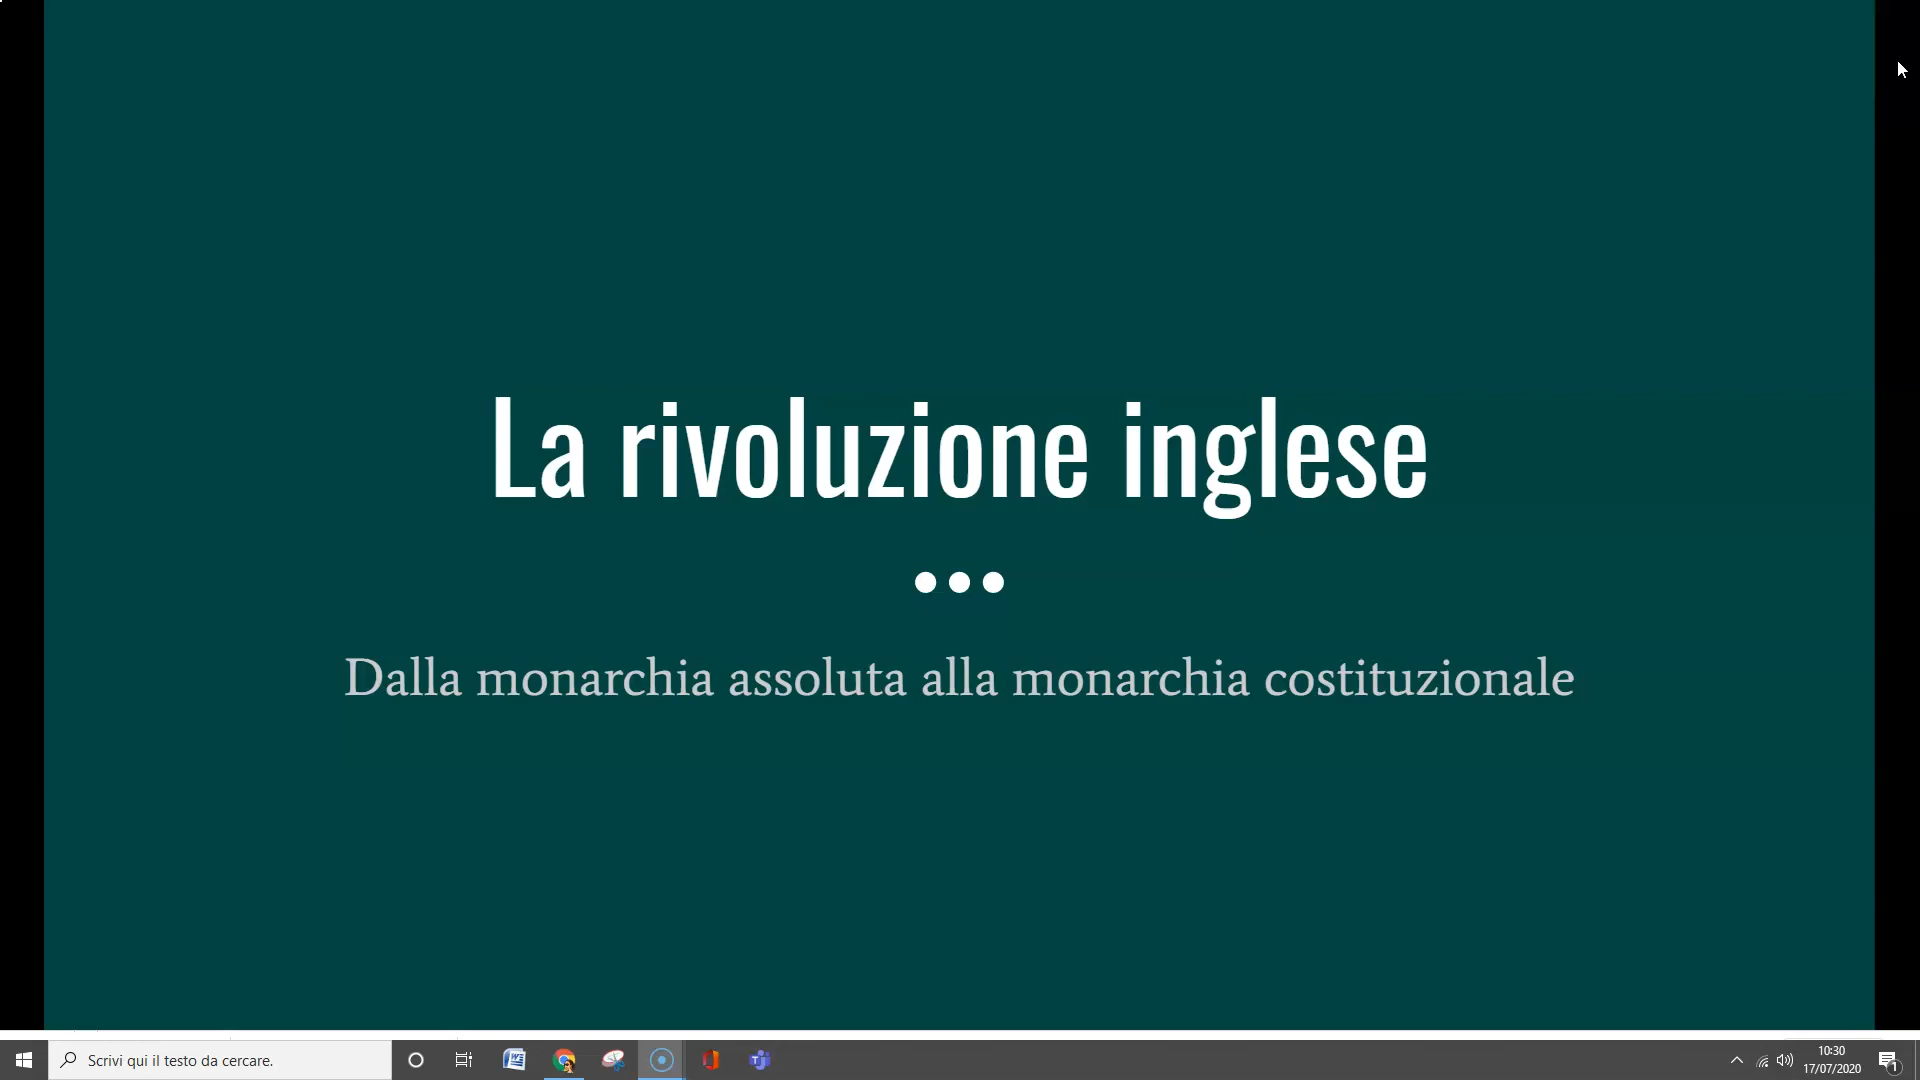 La rivoluzione inglese
Dalla monarchia assoluta alla monarchia costituzionale
Scrivi qui il testo da cercare.
10:30
17/07/2020
1